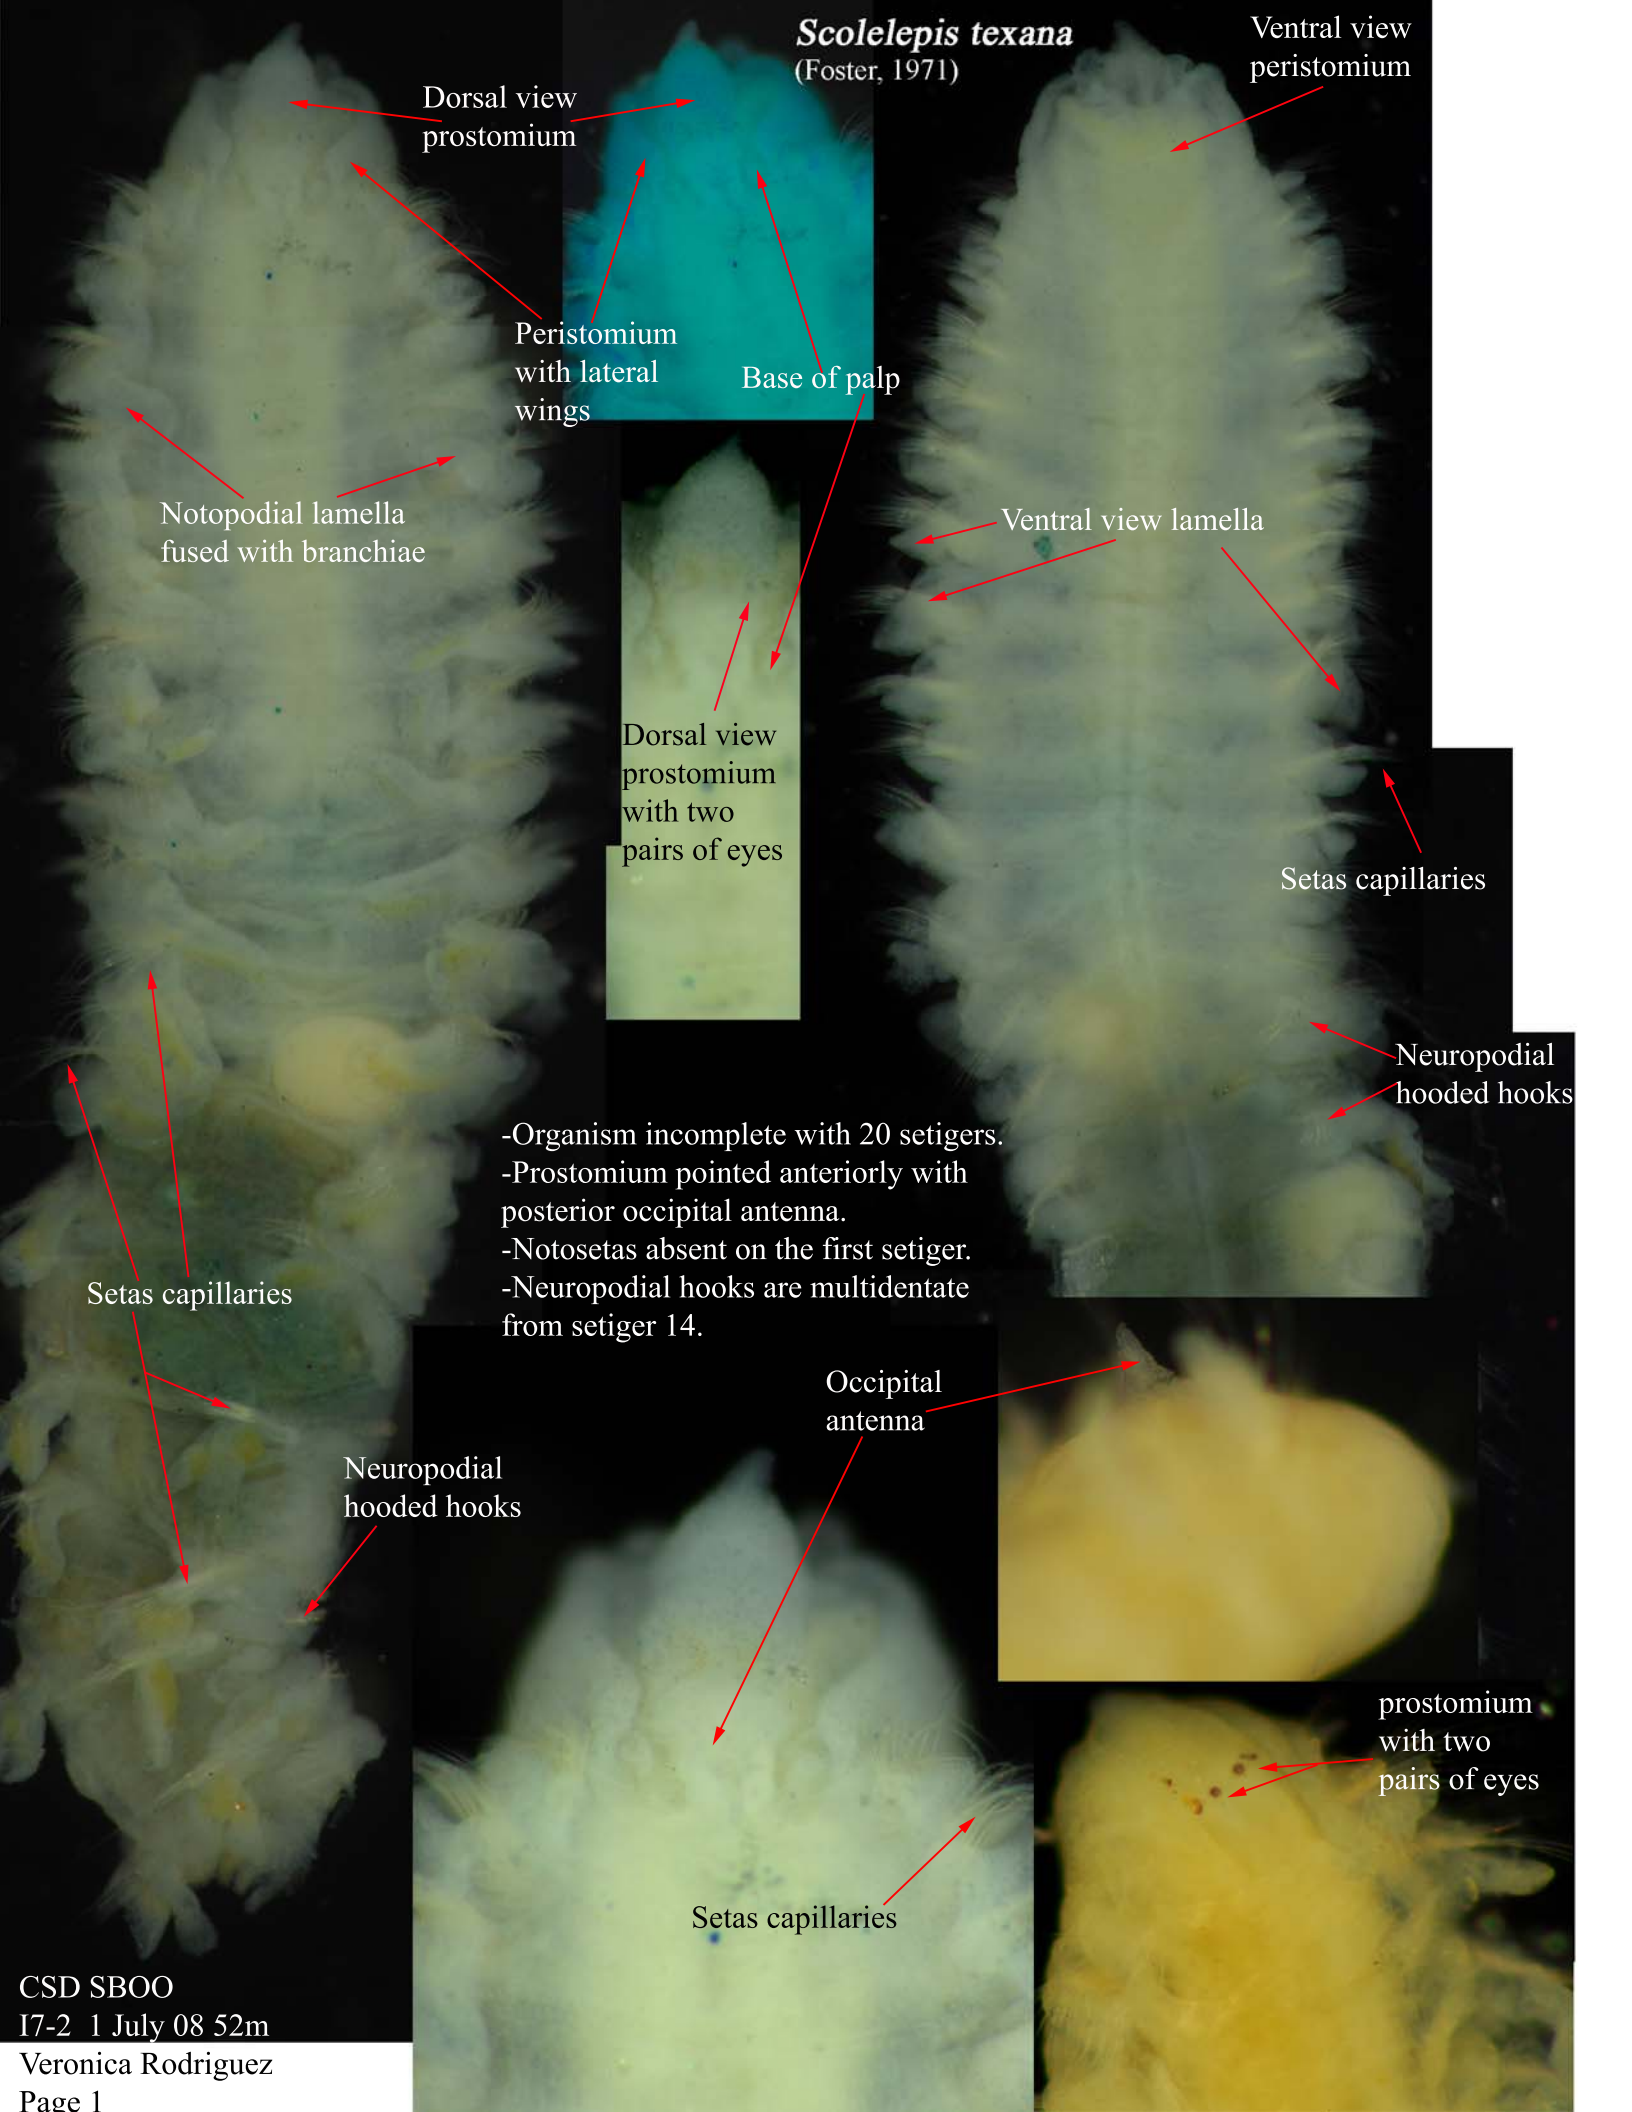 Scolelepis texana
(Foster, 1971)
Ventral view
peristomium
Dorsal view
prostomium
Peristomium
with lateral
wings
Base of palp
Notopodial lamella
fused with branchiae
Ventral view lamella
Dorsal view
prostomium
with two
pairs of eyes
Setas capillaries
Neuropodial
hooded hooks
-Organism incomplete with 20 setigers.
-Prostomium pointed anteriorly with
posterior occipital antenna.
-Notosetas absent on the first setiger.
-Neuropodial hooks are multidentate
from setiger 14.
Setas capillaries
Occipital
antenna
Neuropodial
hooded hooks
prostomium
with two
pairs of eyes
Setas capillaries
CSD SBOO
I7-2 1 July 08 52m
Veronica Rodriguez
Page 1